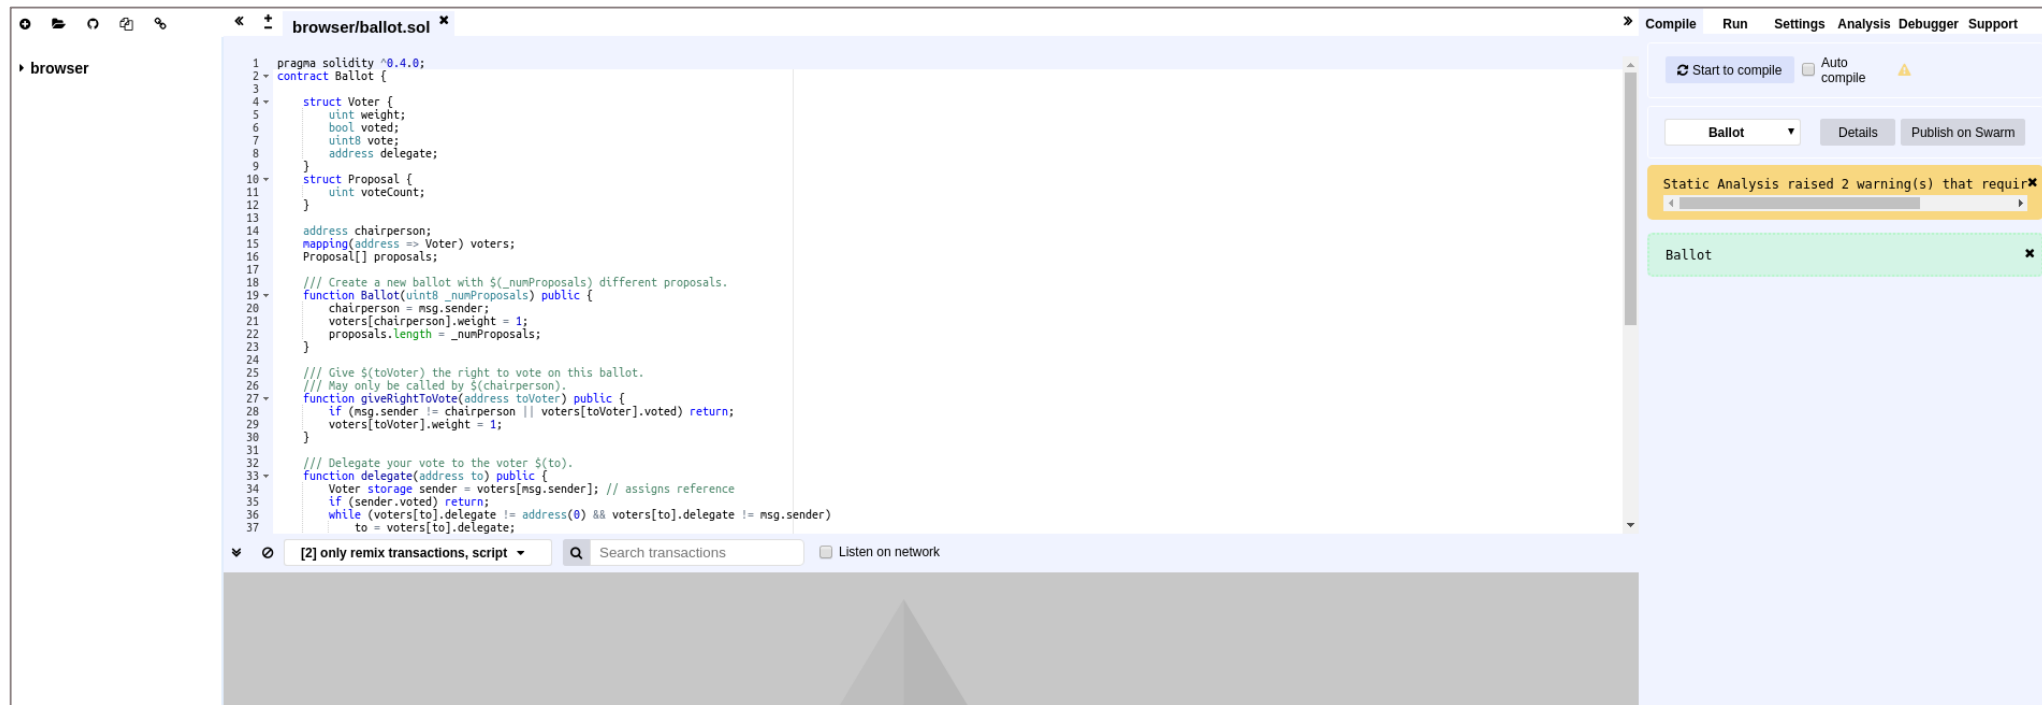 browser/ballot.sol
Compile Run Settings Analysis Debugger Support
browser
1 pragma solidity ^0.4.0;
2 contract Ballot {
3
4 struct Voter {
5 uint weight;
6 bool voted;
7 uint8 vote;
8 address delegate;
9 }
10 struct Proposal {
11 uint voteCount;
12 }
13
14 address chairperson;
15 mapping(address => Voter) voters;
16 Proposal[] proposals;
17
18 /// Create a new ballot with $(_numProposals) different proposals.
19 function Ballot(uint8 _numProposals) public {
20 chairperson = msg.sender;
21 voters[chairperson].weight = 1;
22 proposals.length = _numProposals;
23 }
24
25 /// Give $(toVoter) the right to vote on this ballot.
26 /// May only be called by $(chairperson).
27 function giveRightToVote(address toVoter) public {
28 if (msg.sender != chairperson || voters[toVoter].voted) return;
29 voters[toVoter].weight = 1;
30 }
31
32 /// Delegate your vote to the voter $(to).
33 function delegate(address to) public {
34 Voter storage sender = voters[msg.sender]; // assigns reference
35 if (sender.voted) return;
36 while (voters[to].delegate != address(0) && voters[to].delegate != msg.sender)
37 to = voters[to].delegate;
[2] only remix transactions, script
Search transactions
Listen on network
Start to compile
Auto
compile
Ballot
Details
Publish on Swarm
Static Analysis raised 2 warning(s) that requir
Ballot